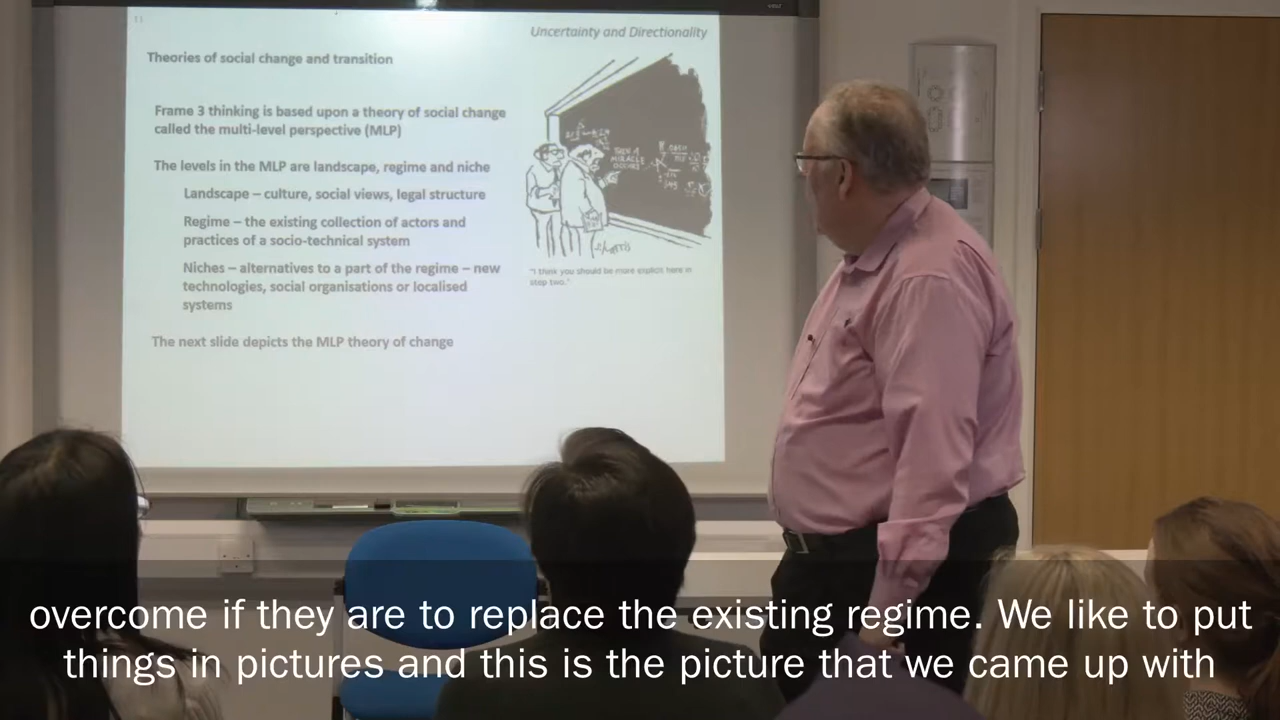 11
Uncertainty and Directionality
Theories of social change and transition
Frame 3 thinking is based upon a theory of social change
called the multi-level perspective (MLP)
The levels in the MLP are landscape, regime and niche
Landscape – culture, social views, legal structure
Regime – the existing collection of actors and
practices of a socio-technical system
Niches – alternatives to a part of the regime – new
technologies, social organisations or localised
systems
The next slide depicts the MLP theory of change
THEN A
MIRACLE
OCCURS
"I think you should be more explicit here in
step two."
overcome if they are to replace the existing regime. We like to put
things in pictures and this is the picture that we came up with